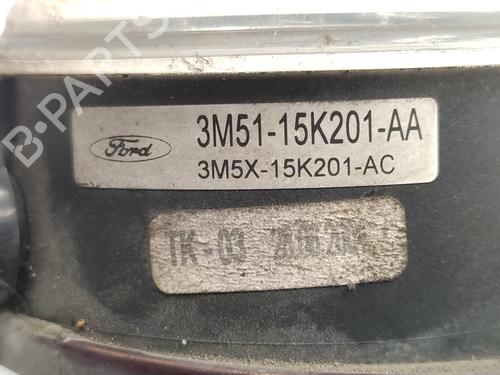 B-PARTS
Ford
3M51-15K201-AA
3M5X-15K201-AC
TK-03